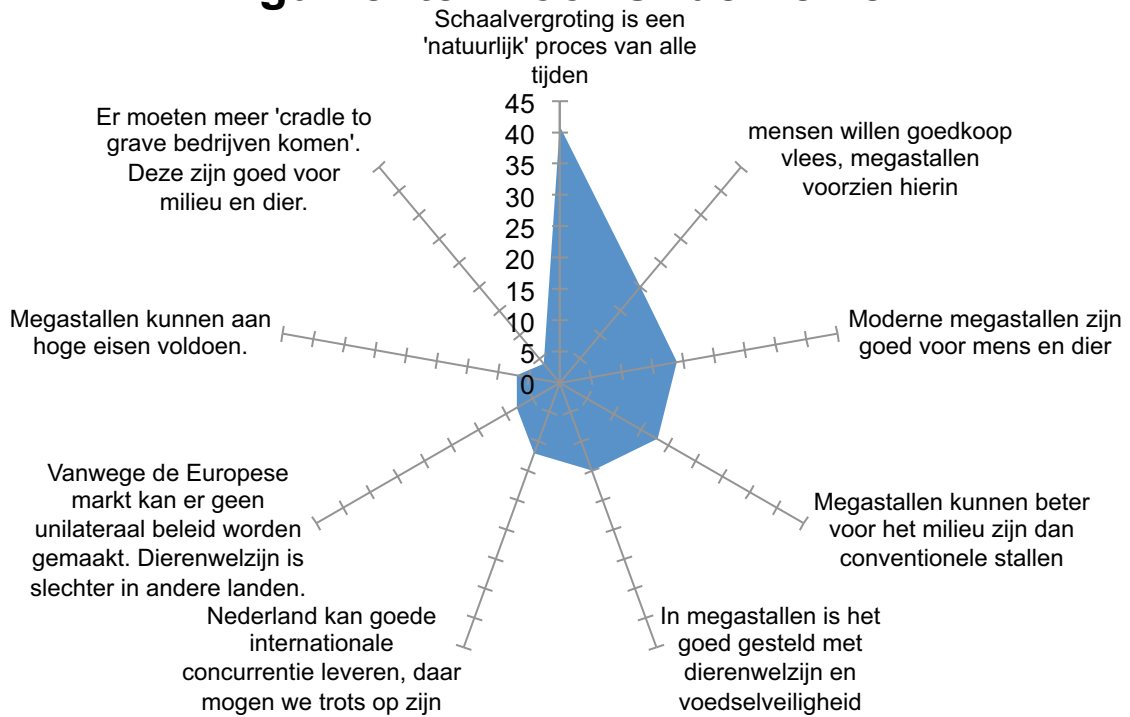 Schaalvergroting is een
'natuurlijk' proces van alle
tijden
mensen willen goedkoop
vlees, megastallen
voorzien hierin
Moderne megastallen zijn
goed voor mens en dier
Megastallen kunnen beter
voor het milieu zijn dan
conventionele stallen
In megastallen is het
goed gesteld met
dierenwelzijn en
voedselveiligheid
Nederland kan goede
internationale
concurrentie leveren, daar
mogen we trots op zijn
Vanwege de Europese
markt kan er geen
unilateraal beleid worden
gemaakt. Dierenwelzijn is
slechter in andere landen.
Megastallen kunnen aan
hoge eisen voldoen.
Er moeten meer 'cradle to
grave bedrijven komen'.
Deze zijn goed voor
milieu en dier.
45
40
35
30
25
20
15
10
5
0